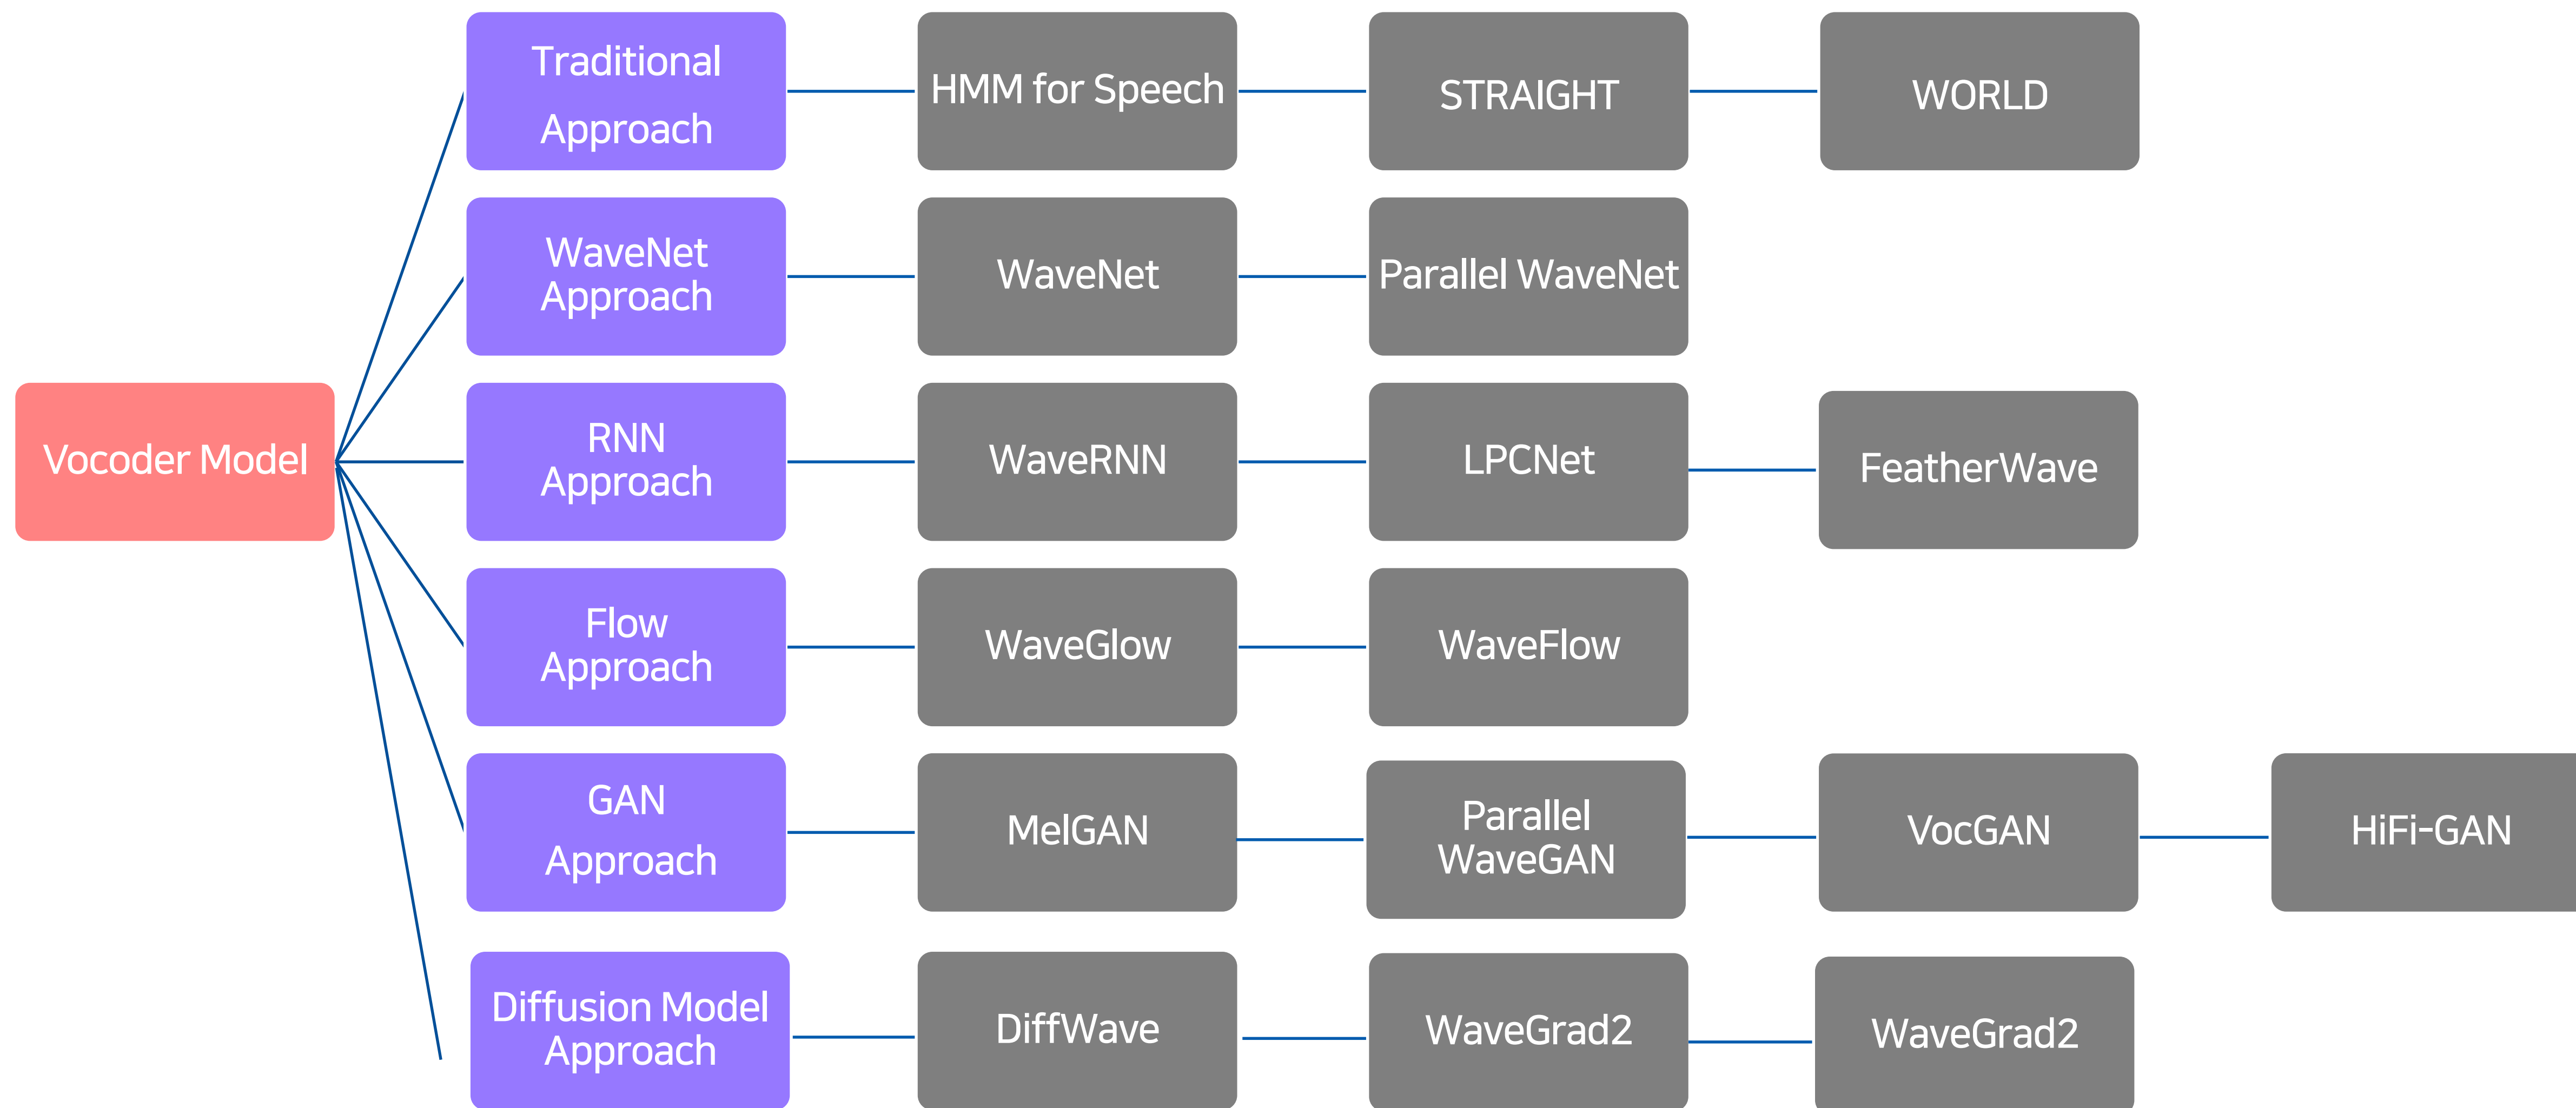 Traditional
Approach
HMM for Speech
STRAIGHT
WORLD
WaveNet
Approach
WaveNet
Parallel WaveNet
Vocoder Model
RNN
Approach
WaveRNN
LPCNet
FeatherWave
Flow
Approach
WaveGlow
WaveFlow
GAN
Approach
MelGAN
Parallel
WaveGAN
VocGAN
HiFi-GAN
Diffusion Model
Approach
DiffWave
WaveGrad2
WaveGrad2